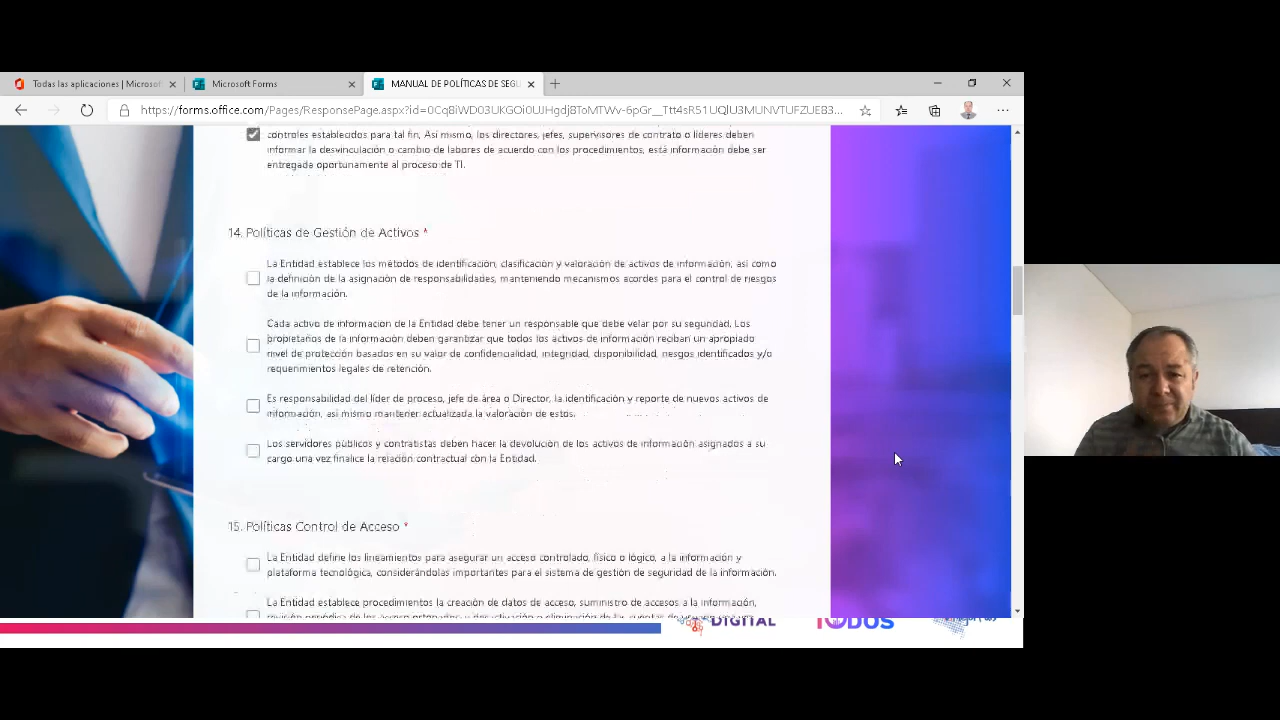 Todas las aplicaciones | Microsof
Microsoft Forms
MANUAL DE POLÍTICAS DE SEGU
https://forms.office.com/Pages/ResponsePage.aspx?id=
controles establecidos para tal fin, Así mismo, los directores, jefes, supervisores de contrato o líderes deben
informar la desvinculación o cambio de labores de acuerdo con los procedimientos, está información debe ser
entregada oportunamente al proceso de TI.
14. Políticas de Gestión de Activos *
La Entidad establece los métodos de identificación, clasificación y valoración de activos de información, así como
la definición de la asignación de responsabilidades, manteniendo mecanismos acordes para el control de riesgos
de la información.
Cada activo de información de la Entidad debe tener un responsable que debe velar por su seguridad, Los
propietarios de la información deben garantizar que todos los activos de información reciban un apropiado
nivel de protección basados en su valor de confidencialidad, integridad, disponibilidad, riesgos identificados y/o
requerimientos legales de retención.
Es responsabilidad del líder de proceso, jefe de área o Director, la identificación y reporte de nuevos activos de
información, así mismo mantener actualizada la valoración de estos.
Los servidores públicos y contratistas deben hacer la devolución de los activos de información asignados a su
cargo una vez finalice la relación contractual con la Entidad.
15. Políticas Control de Acceso *
La Entidad define los lineamientos para asegurar un acceso controlado, físico o lógico, a la información y
plataforma tecnológica, considerándolas importantes para el sistema de gestión de seguridad de la información.
La Entidad establece procedimientos la creación de datos de acceso, suministro de accesos a la información,
DIGITAL
TODOS